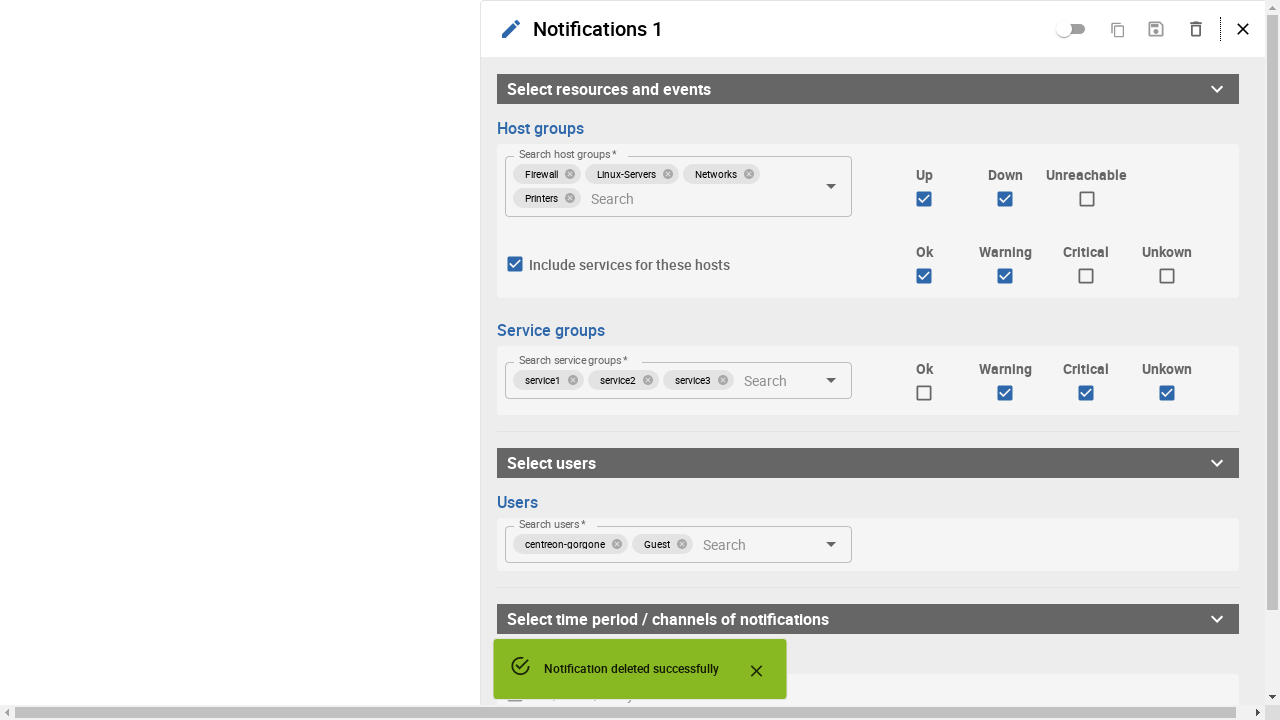 Notifications 1
Select resources and events
Host groups
Search host groups *
Firewall Linux-Servers Networks
Printers Search
Up Down Unreachable
Include services for these hosts
Ok Warning Critical Unkown
Service groups
Search service groups *
service1 service2 service3 Search
Ok Warning Critical Unkown
Select users
Users
Search users *
centreon-gorgone Guest Search
Select time period / channels of notifications
Notification deleted successfully